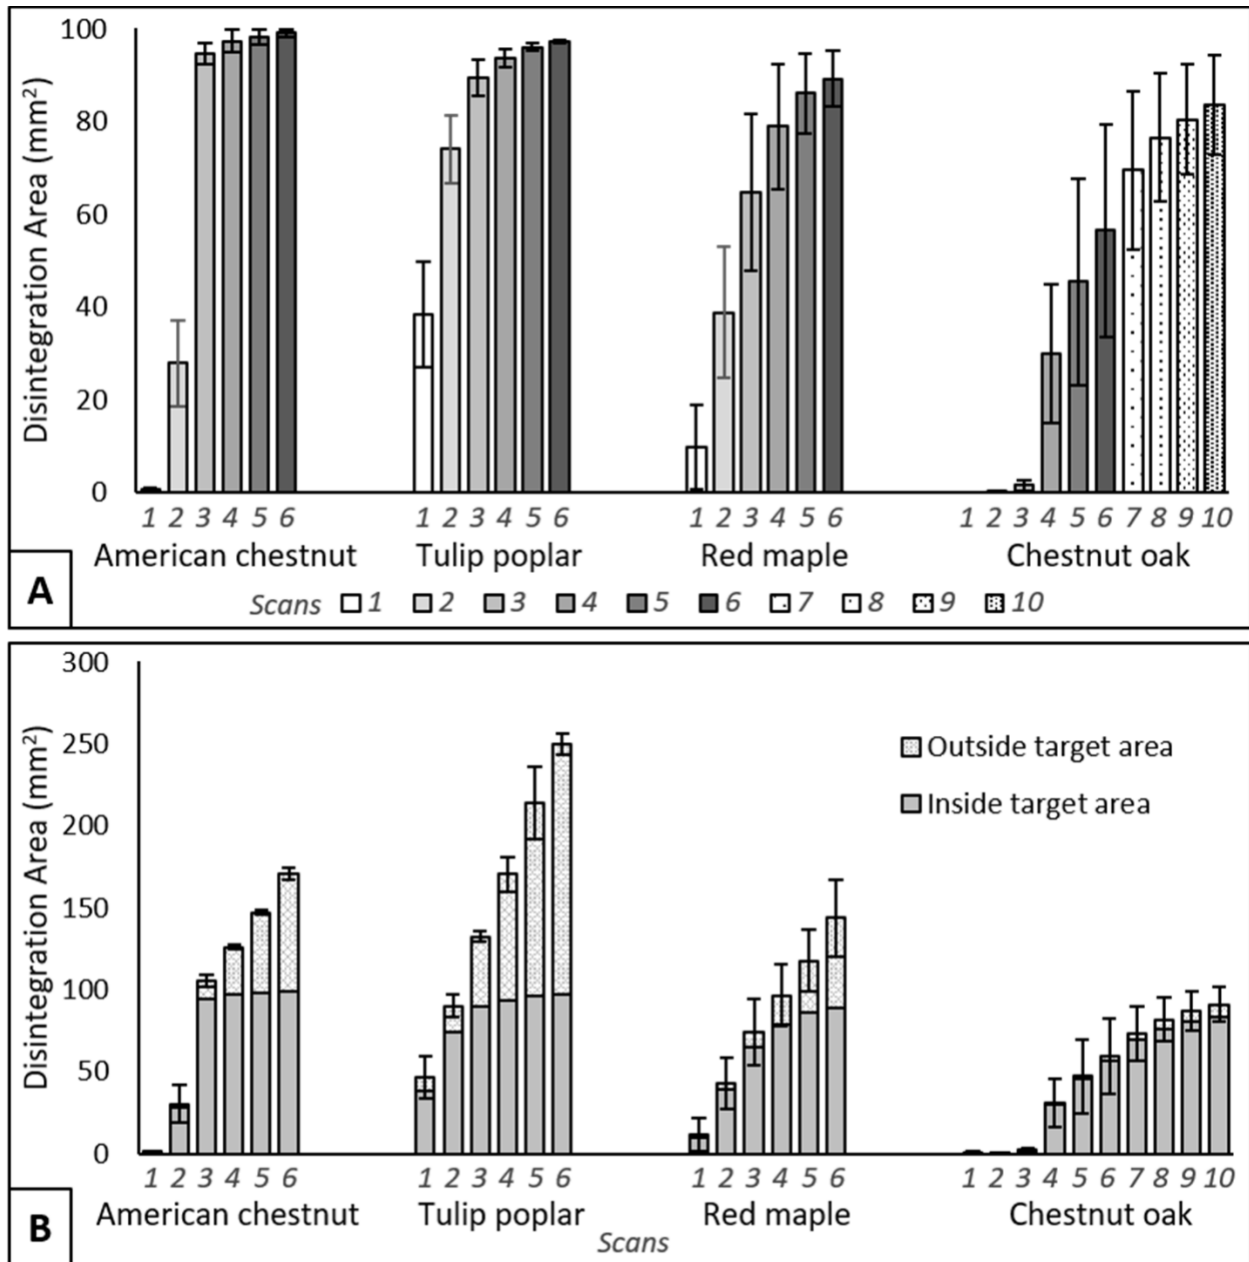 100
80
60
40
20
0
Disintegration Area (mm²)
1 2 3 4 5 6 1 2 3 4 5 6 1 2 3 4 5 6 1 2 3 4 5 6 7 8 9 10
American chestnut Tulip poplar Red maple Chestnut oak
A
Scans 1 2 3 4 5 6 7 8 9 10
300
250
200
150
100
50
0
Disintegration Area (mm²)
Outside target area
Inside target area
1 2 3 4 5 6 1 2 3 4 5 6 1 2 3 4 5 6 1 2 3 4 5 6 7 8 9 10
American chestnut Tulip poplar Red maple Chestnut oak
B
Scans